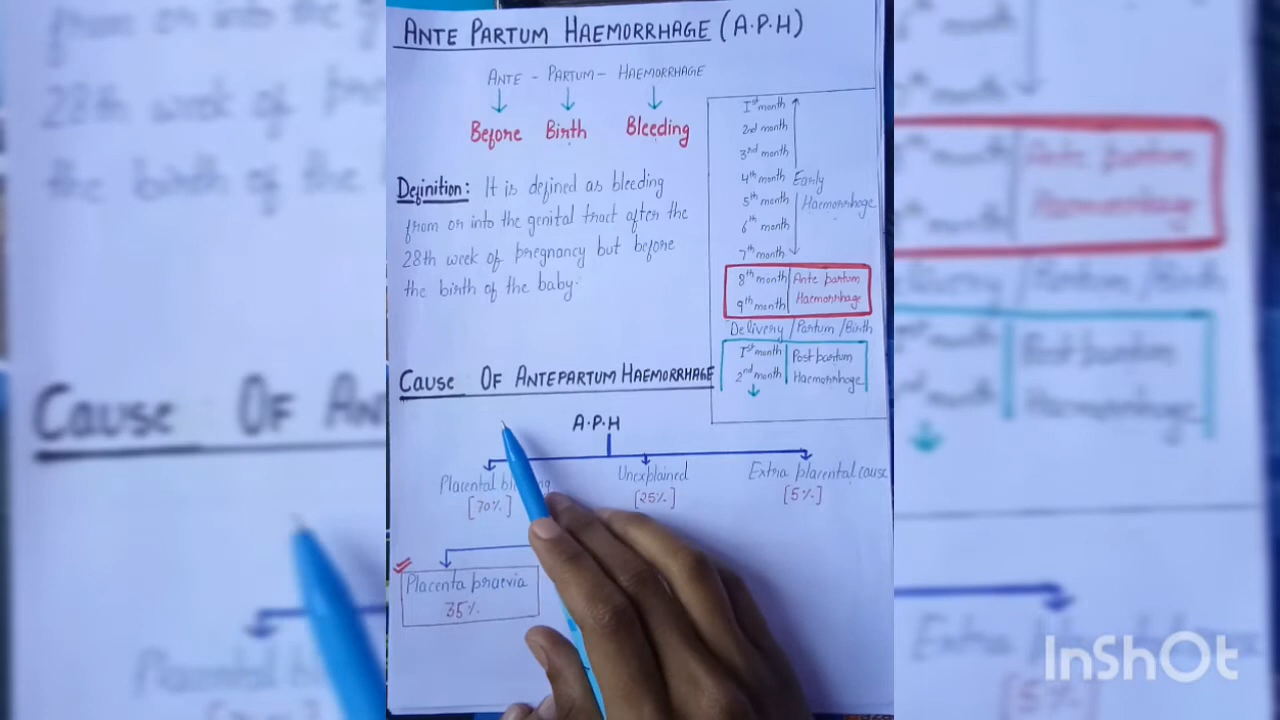 ANTE PARTUM HAEMORRHAGE (A.P.H)
ANTE - PARTUM - HAEMORRHAGE
Before Birth Bleeding
Definition: It is defined as bleeding
from or into the genital tract after the
28th week of pregnancy but before
the birth of the baby.
Ist month
2nd month
3rd month
4th month Early
5th month Haemorrhage
6th month
7th month
8th month Ante partum
9th month Haemorrhage
Delivery / Partum / Birth
Ist month Post partum
2nd month Haemorrhage
CAUSE OF ANTEPARTUM HAEMORRHAGE
A.P.H
Placental Unexplained Extra placental cause
[70%] [25%] [5%]
Placenta praevia
35%
InShOt